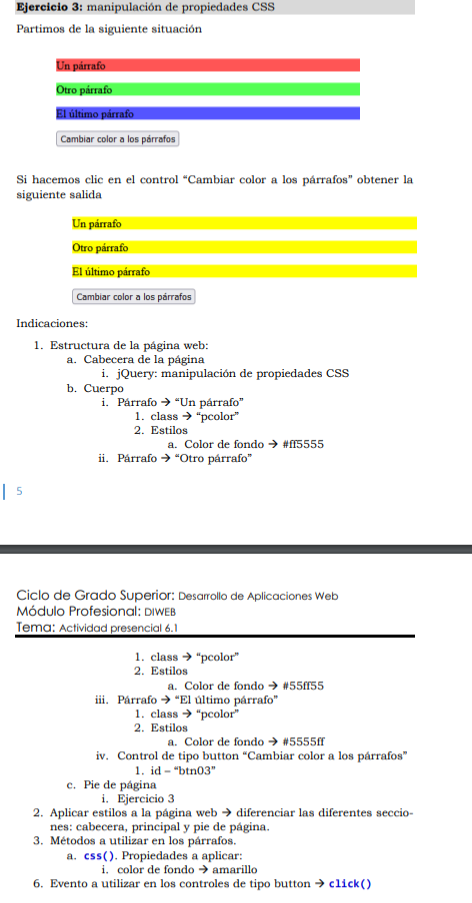 Ejercicio 3: manipulación de propiedades CSS
Partimos de la siguiente situación
Un párrafo
Otro párrafo
El último párrafo
Cambiar color a los párrafos
Si hacemos clic en el control “Cambiar color a los párrafos” obtener la
siguiente salida
Un párrafo
Otro párrafo
El último párrafo
Cambiar color a los párrafos
Indicaciones:
1. Estructura de la página web:
a. Cabecera de la página
i. jQuery: manipulación de propiedades CSS
b. Cuerpo
i. Párrafo → “Un párrafo”
1. class → “pcolor”
2. Estilos
a. Color de fondo → #ff5555
ii. Párrafo → “Otro párrafo”
5
Ciclo de Grado Superior: Desarrollo de Aplicaciones Web
Módulo Profesional: DIWEB
Tema: Actividad presencial 6.1
1. class → “pcolor”
2. Estilos
a. Color de fondo → #55ff55
iii. Párrafo → “El último párrafo”
1. class → “pcolor”
2. Estilos
a. Color de fondo → #5555ff
iv. Control de tipo button “Cambiar color a los párrafos”
1. id – “btn03”
c. Pie de página
i. Ejercicio 3
2. Aplicar estilos a la página web → diferenciar las diferentes seccio-
nes: cabecera, principal y pie de página.
3. Métodos a utilizar en los párrafos.
a. css(). Propiedades a aplicar:
i. color de fondo → amarillo
6. Evento a utilizar en los controles de tipo button → click()